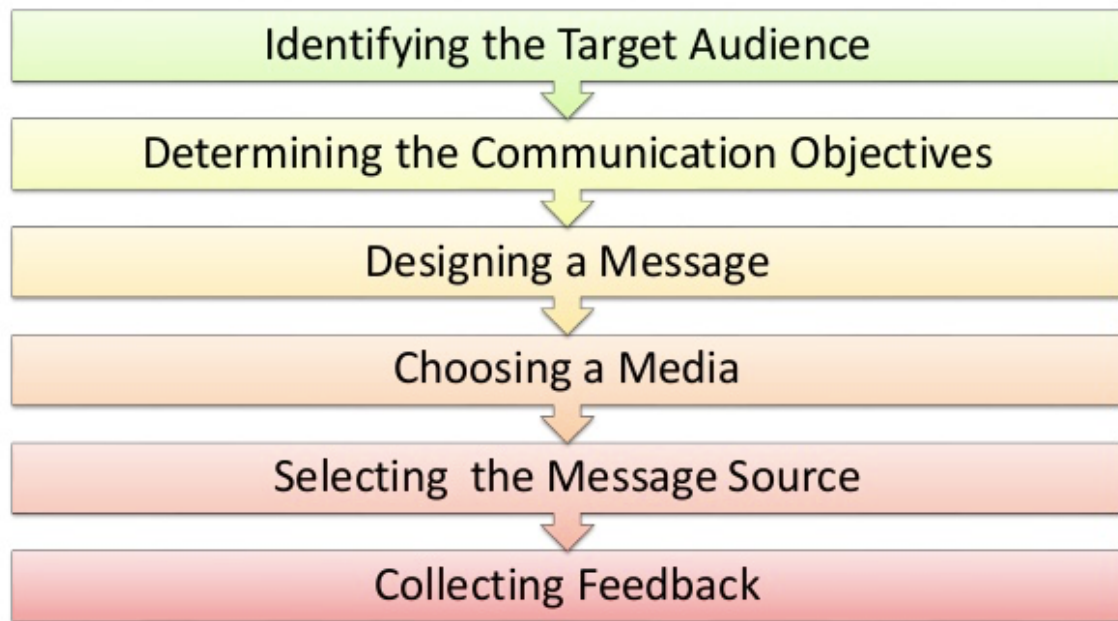 Identifying the Target Audience
Determining the Communication Objectives
Designing a Message
Choosing a Media
Selecting  the Message Source
Collecting Feedback